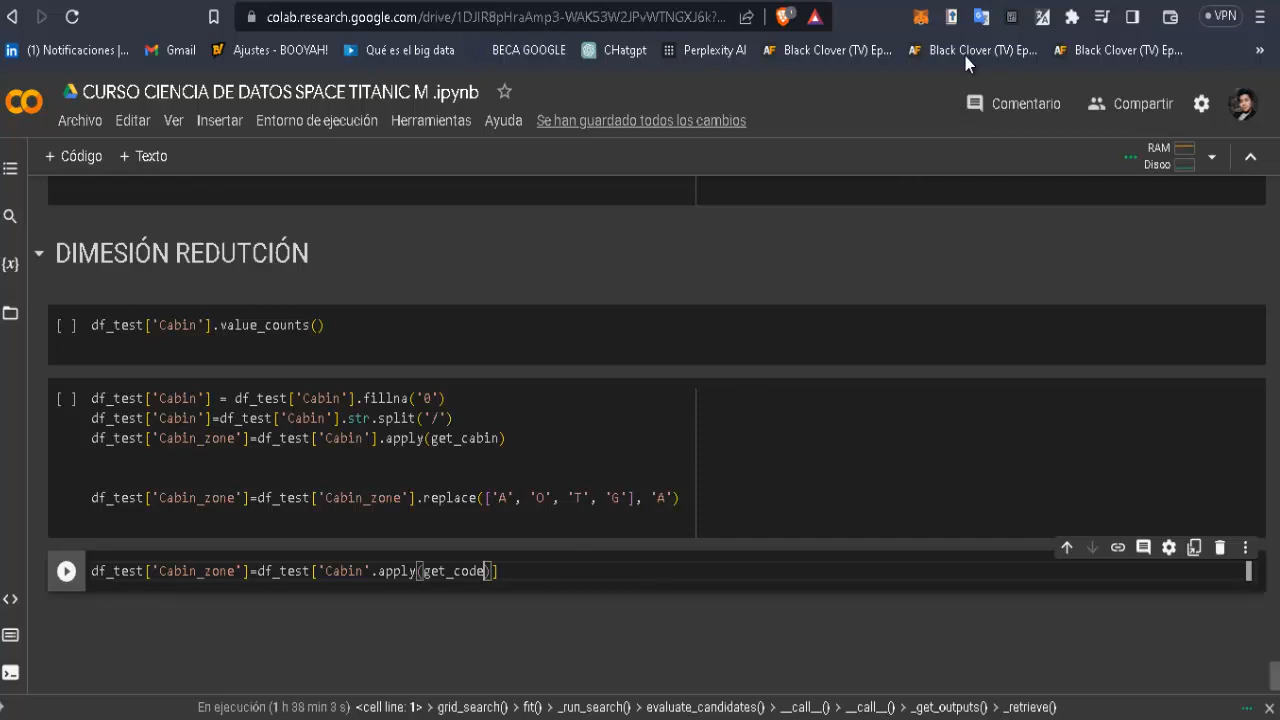 colab.research.google.com/drive/1DJIR8pHraAmp3-WAK53W2JPvWTNGXJ6k?...
VPN
(1) Notificaciones |...
Gmail
Ajustes - BOOYAH!
Qué es el big data
BECA GOOGLE
CHatgpt
Perplexity AI
Black Clover (TV) Ep...
Black Clover (TV) Ep...
Black Clover (TV) Ep...
»
CURSO CIENCIA DE DATOS SPACE TITANIC M .ipynb
Comentario
Compartir
Archivo Editar Ver Insertar Entorno de ejecución Herramientas Ayuda Se han guardado todos los cambios
+ Código + Texto
RAM
Disco
DIMESIÓN REDUTCIÓN
[ ] df_test['Cabin'].value_counts()
[ ] df_test['Cabin'] = df_test['Cabin'].fillna('0')
df_test['Cabin']=df_test['Cabin'].str.split('/')
df_test['Cabin_zone']=df_test['Cabin'].apply(get_cabin)
df_test['Cabin_zone']=df_test['Cabin_zone'].replace(['A', 'O', 'T', 'G'], 'A')
df_test['Cabin_zone']=df_test['Cabin'.apply(get_code)]
En ejecución (1 h 38 min 3 s) <cell line: 1> grid_search() fit() _run_search() evaluate_candidates() __call__() __call__() _get_outputs() _retrieve()